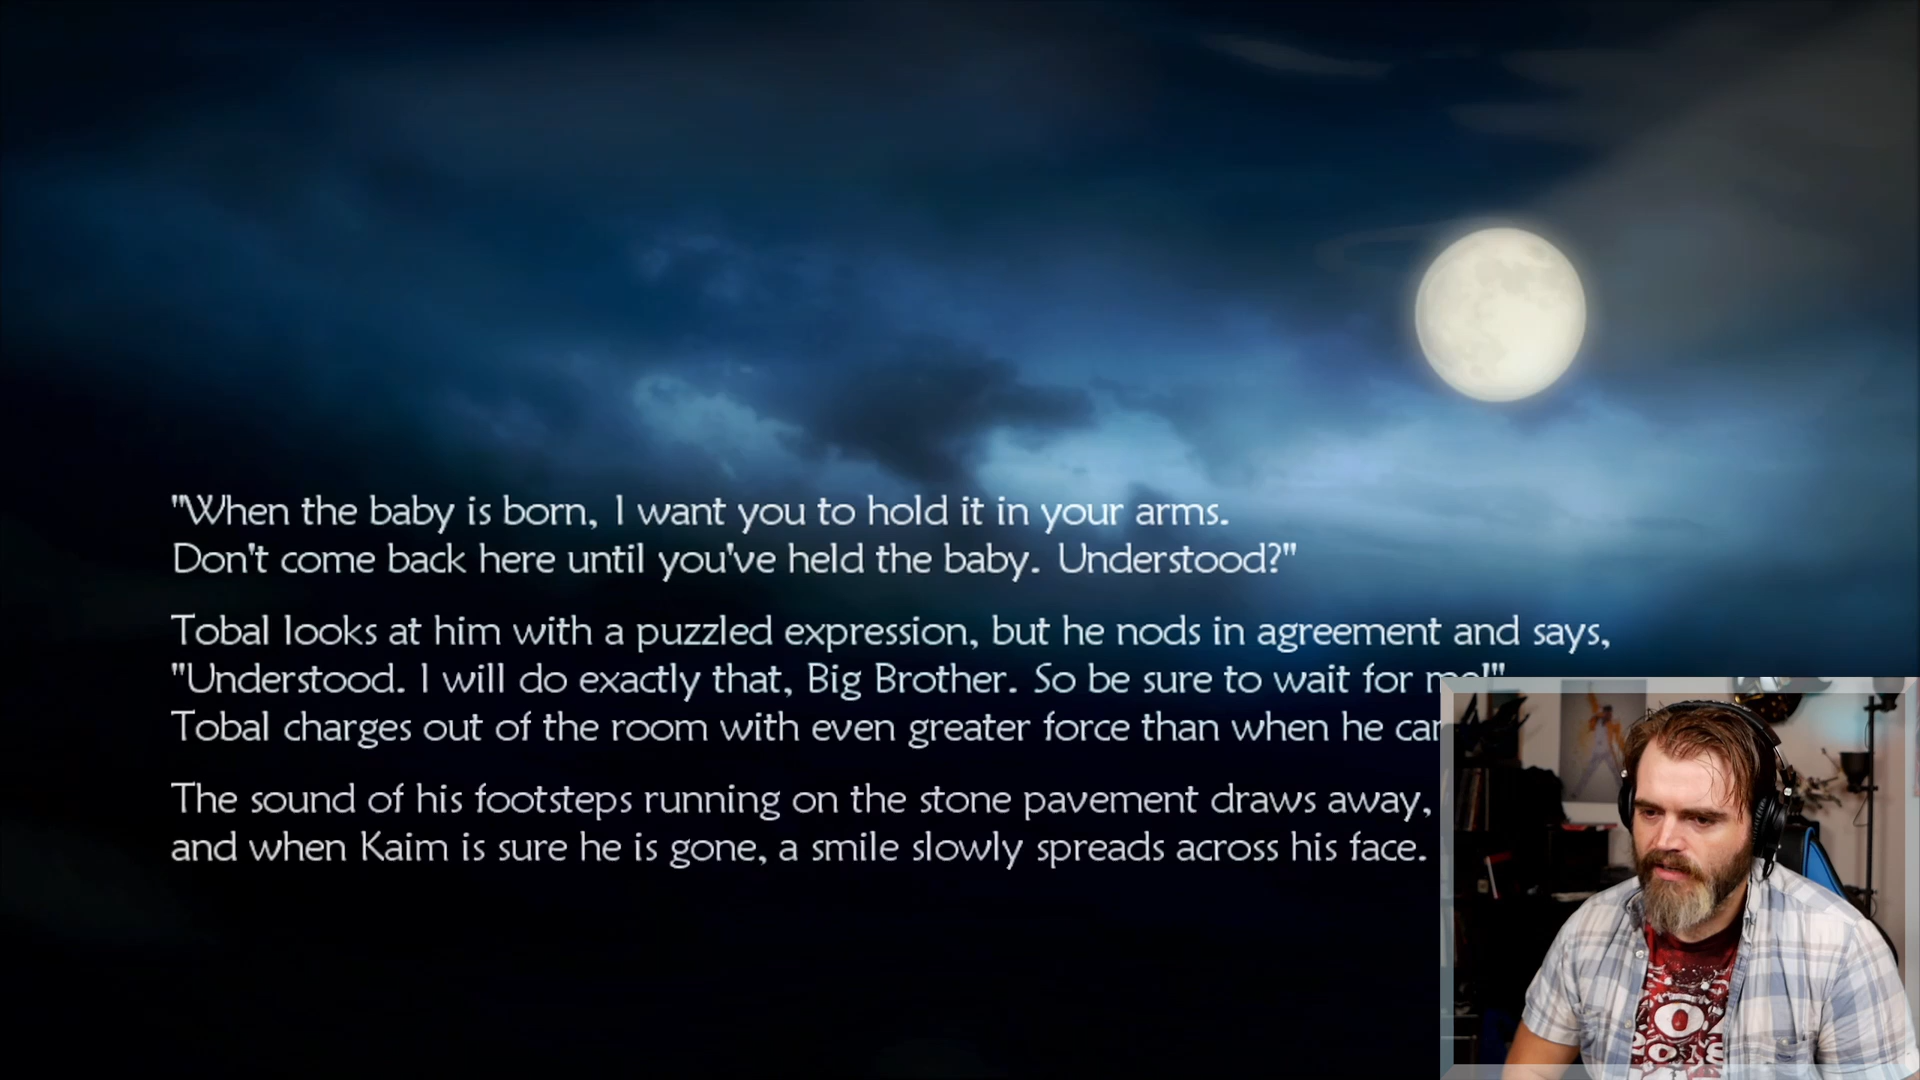 "When the baby is born, I want you to hold it in your arms.
Don't come back here until you've held the baby. Understood?"
Tobal looks at him with a puzzled expression, but he nods in agreement and says,
"Understood. I will do exactly that, Big Brother. So be sure to wait for me!"
Tobal charges out of the room with even greater force than when he
The sound of his footsteps running on the stone pavement draws away,
and when Kaim is sure he is gone, a smile slowly spreads across his face.